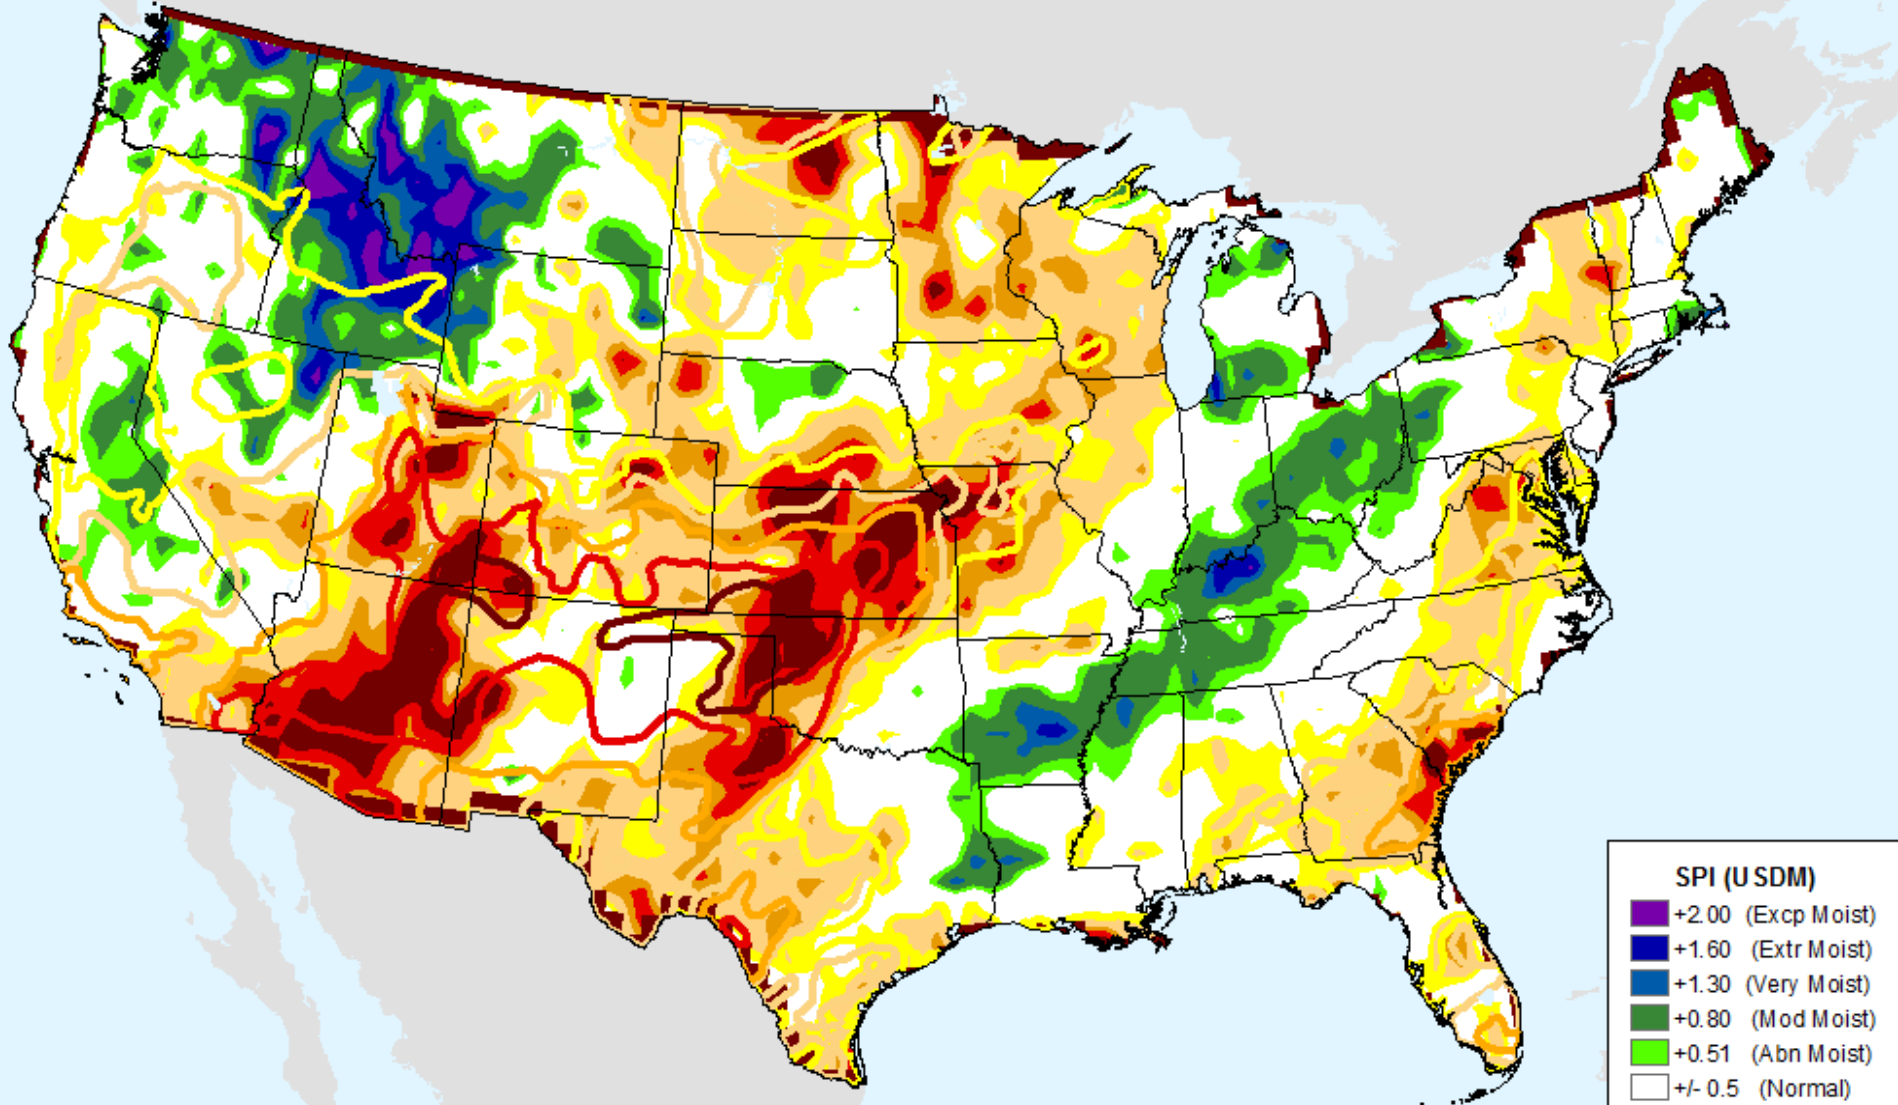 SPI (USDM)
+2.00 (Excp Moist)
+1.60 (Extr Moist)
+1.30 (Very Moist)
+0.80 (Mod Moist)
+0.51 (Abn Moist)
+/- 0.5 (Normal)